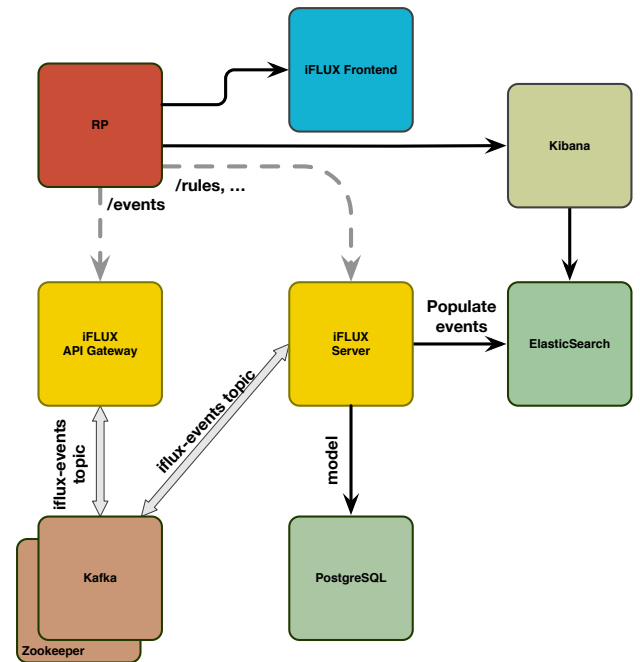 iFLUX Frontend
RP
Kibana
/rules, ...
/events
iFLUX
API Gateway
iFLUX
Server
Populate
events
ElasticSearch
iflux-events
topic
iflux-events topic
model
Kafka
PostgreSQL
Zookeeper